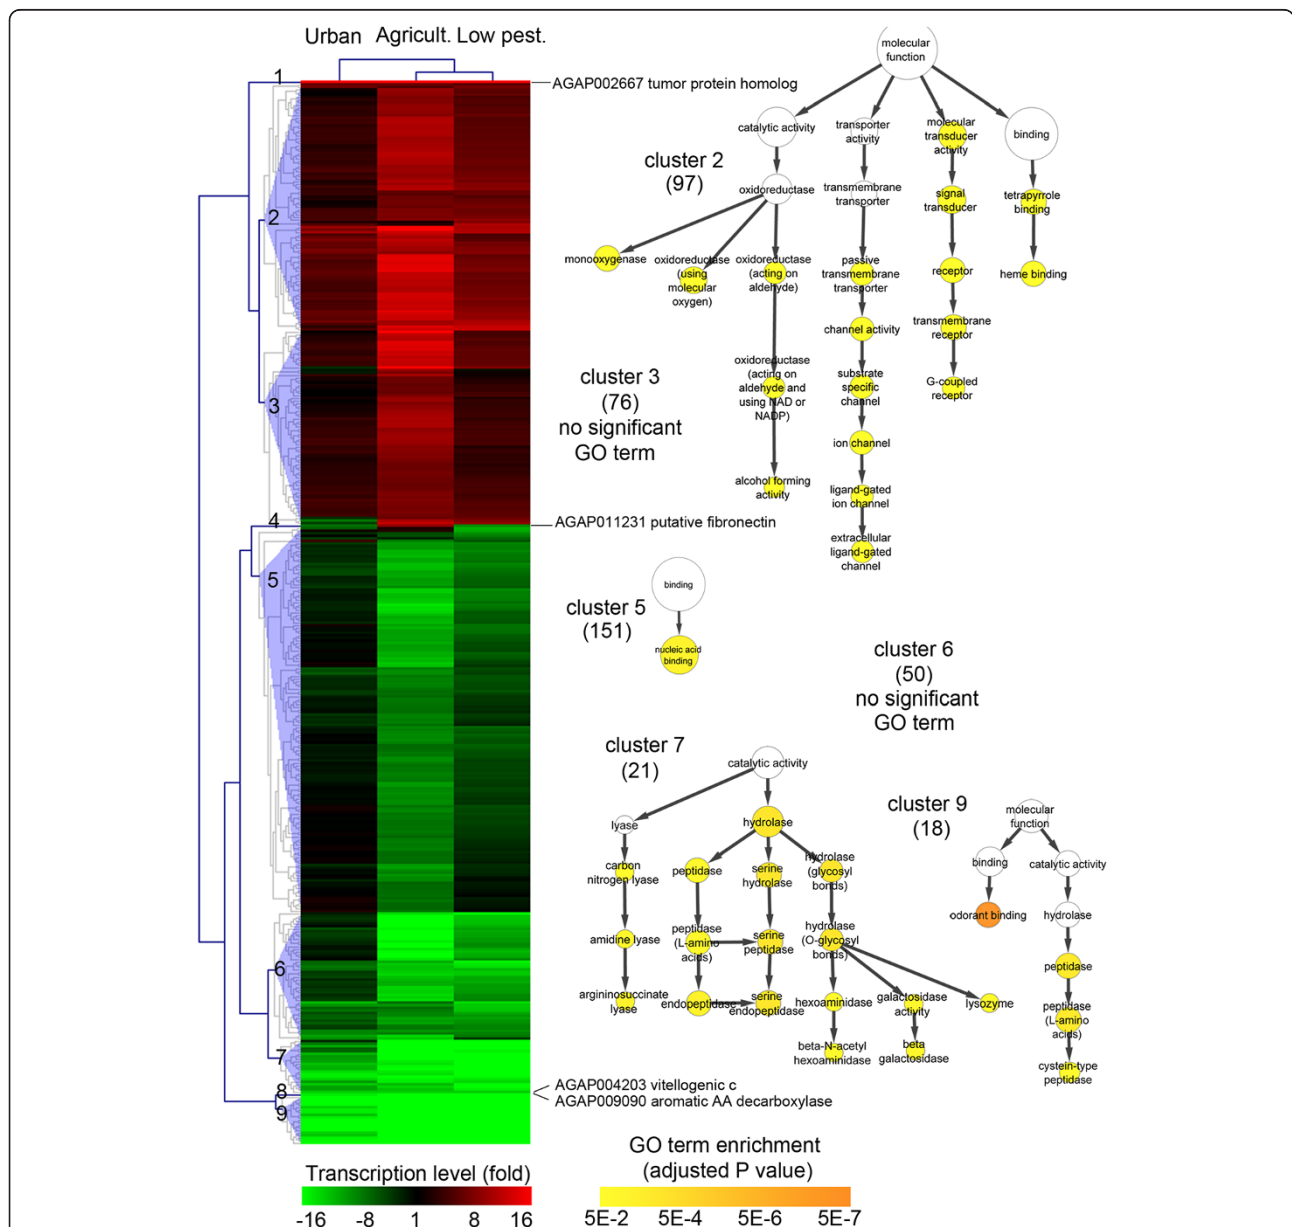 Urban Agricult. Low pest.
1
AGAP002667 tumor protein homolog
2
3
4
AGAP011231 putative fibronectin
5
6
7
8
9
AGAP004203 vitellogenic c
AGAP009090 aromatic AA decarboxylase
Transcription level (fold)
-16 -8 1 8 16
cluster 2
(97)
molecular
function
catalytic activity
transporter
activity
molecular
transducer
activity
binding
oxidoreductase
transmembrane
transporter
signal
transducer
tetrapyrrole
binding
monooxygenase
oxidoreductase
(using
molecular
oxygen)
oxidoreductase
(acting on
aldehyde)
passive
transmembrane
transporter
receptor
heme binding
channel activity
transmembrane
receptor
oxidoreductase
(acting on
aldehyde and
using NAD or
NADP)
substrate
specific
channel
G-coupled
receptor
ion channel
alcohol forming
activity
ligand-gated
ion channel
extracellular
ligand-gated
channel
cluster 3
(76)
no significant
GO term
cluster 5
(151)
binding
nucleic acid
binding
cluster 6
(50)
no significant
GO term
cluster 7
(21)
catalytic activity
lyase
hydrolase
carbon
nitrogen lyase
peptidase
serine
hydrolase
hydrolase
(glycosyl
bonds)
amidine lyase
peptidase
(L-amino
acids)
serine
peptidase
hydrolase
(O-glycosyl
bonds)
argininosuccinate
lyase
endopeptidase
serine
endopeptidase
hexoaminidase
galactosidase
activity
lysozyme
beta-N-acetyl
hexoaminidase
beta
galactosidase
cluster 9
(18)
molecular
function
binding
catalytic activity
odorant binding
hydrolase
peptidase
peptidase
(L-amino
acids)
cystein-type
peptidase
GO term enrichment
(adjusted P value)
5E-2 5E-4 5E-6 5E-7